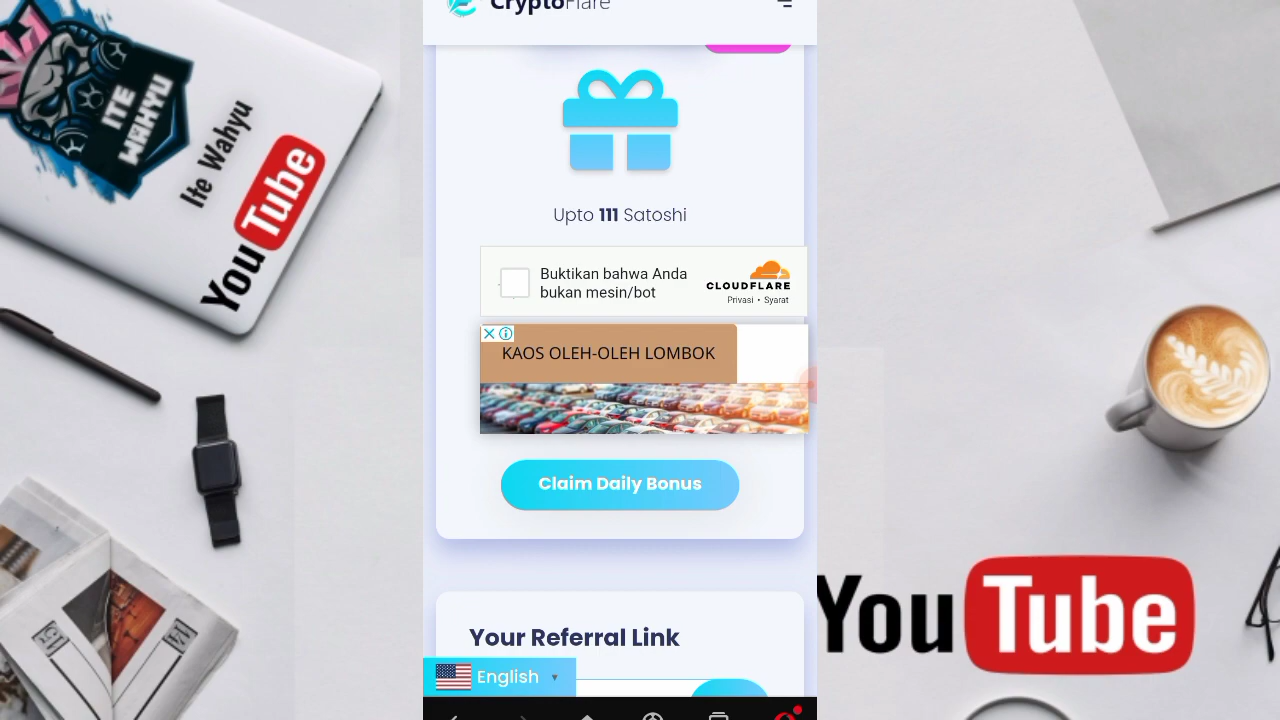 CryptoFlare
Upto 111 Satoshi
Buktikan bahwa Anda
bukan mesin/bot
CLOUDFLARE
Privasi • Syarat
KAOS OLEH-OLEH LOMBOK
Claim Daily Bonus
Your Referral Link
English
ITE
WAHYU
Ite Wahyu
YouTube
YouTube